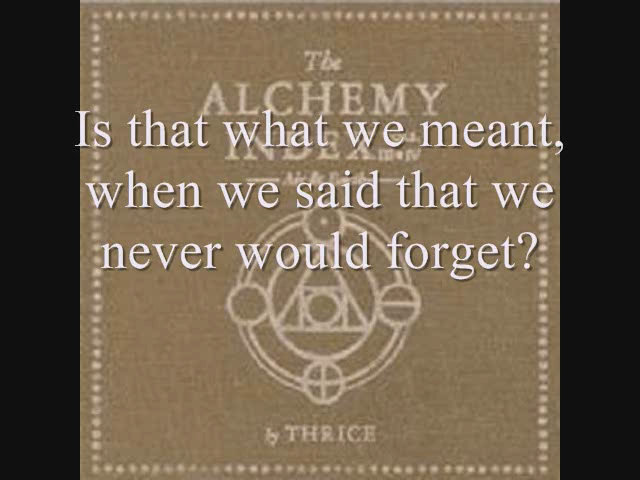 The
ALCHEMY
Is that what we meant,
INDEX
when we said that we
never would forget?
by THRICE